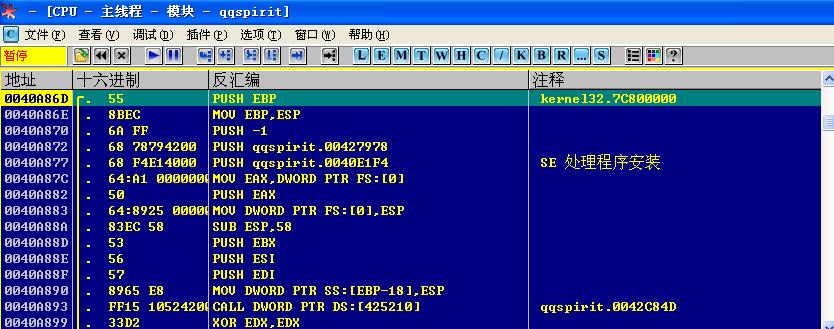 - [CPU - 主线程 - 模块 - qqspirit]
C 文件(F) 查看(V) 调试(D) 插件(P) 选项(T) 窗口(W) 帮助(H)
暂停 L E M T W H C / K B R ... S ?
地址 十六进制 反汇编 注释
0040A86D . 55 PUSH EBP kernel32.7C800000
0040A86E . 8BEC MOV EBP,ESP
0040A870 . 6A FF PUSH -1
0040A872 . 68 78794200 PUSH qqspirit.00427978
0040A877 . 68 F4E14000 PUSH qqspirit.0040E1F4 SE 处理程序安装
0040A87C . 64:A1 0000000 MOV EAX,DWORD PTR FS:[0]
0040A882 . 50 PUSH EAX
0040A883 . 64:8925 00000 MOV DWORD PTR FS:[0],ESP
0040A88A . 83EC 58 SUB ESP,58
0040A88D . 53 PUSH EBX
0040A88E . 56 PUSH ESI
0040A88F . 57 PUSH EDI
0040A890 . 8965 E8 MOV DWORD PTR SS:[EBP-18],ESP
0040A893 . FF15 10524200 CALL DWORD PTR DS:[425210] qqspirit.0042C84D
0040A899 . 33D2 XOR EDX,EDX